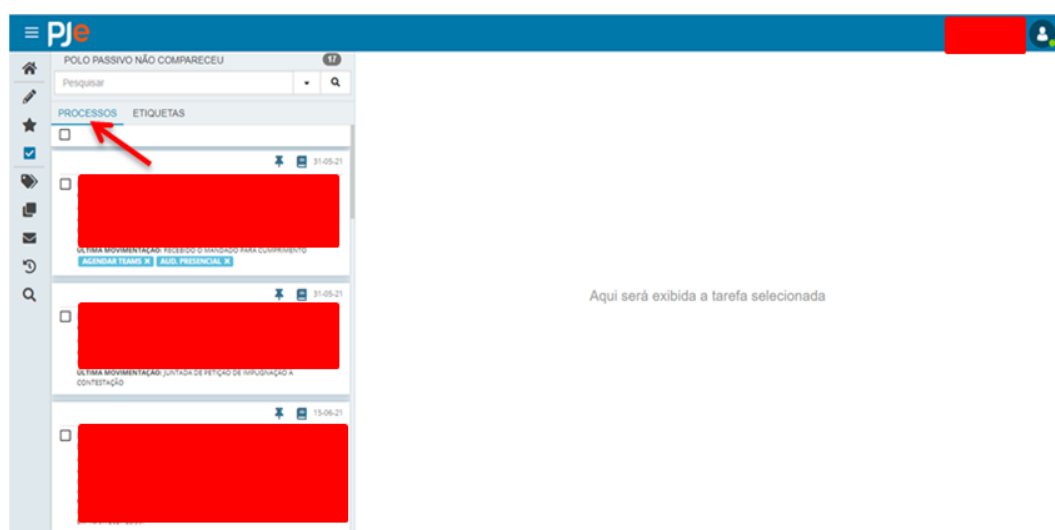 PJe
POLO PASSIVO NÃO COMPARECEU 17
Pesquisar
PROCESSOS ETIQUETAS
31-05-21
ÚLTIMA MOVIMENTAÇÃO: RECEBIDO O MANDADO PARA CUMPRIMENTO
AGENDAR TEAMS X AUD. PRESENCIAL X
31-05-21
Aqui será exibida a tarefa selecionada
ÚLTIMA MOVIMENTAÇÃO: JUNTADA DE PETIÇÃO DE IMPUGNAÇÃO À
CONTESTAÇÃO
15-06-21